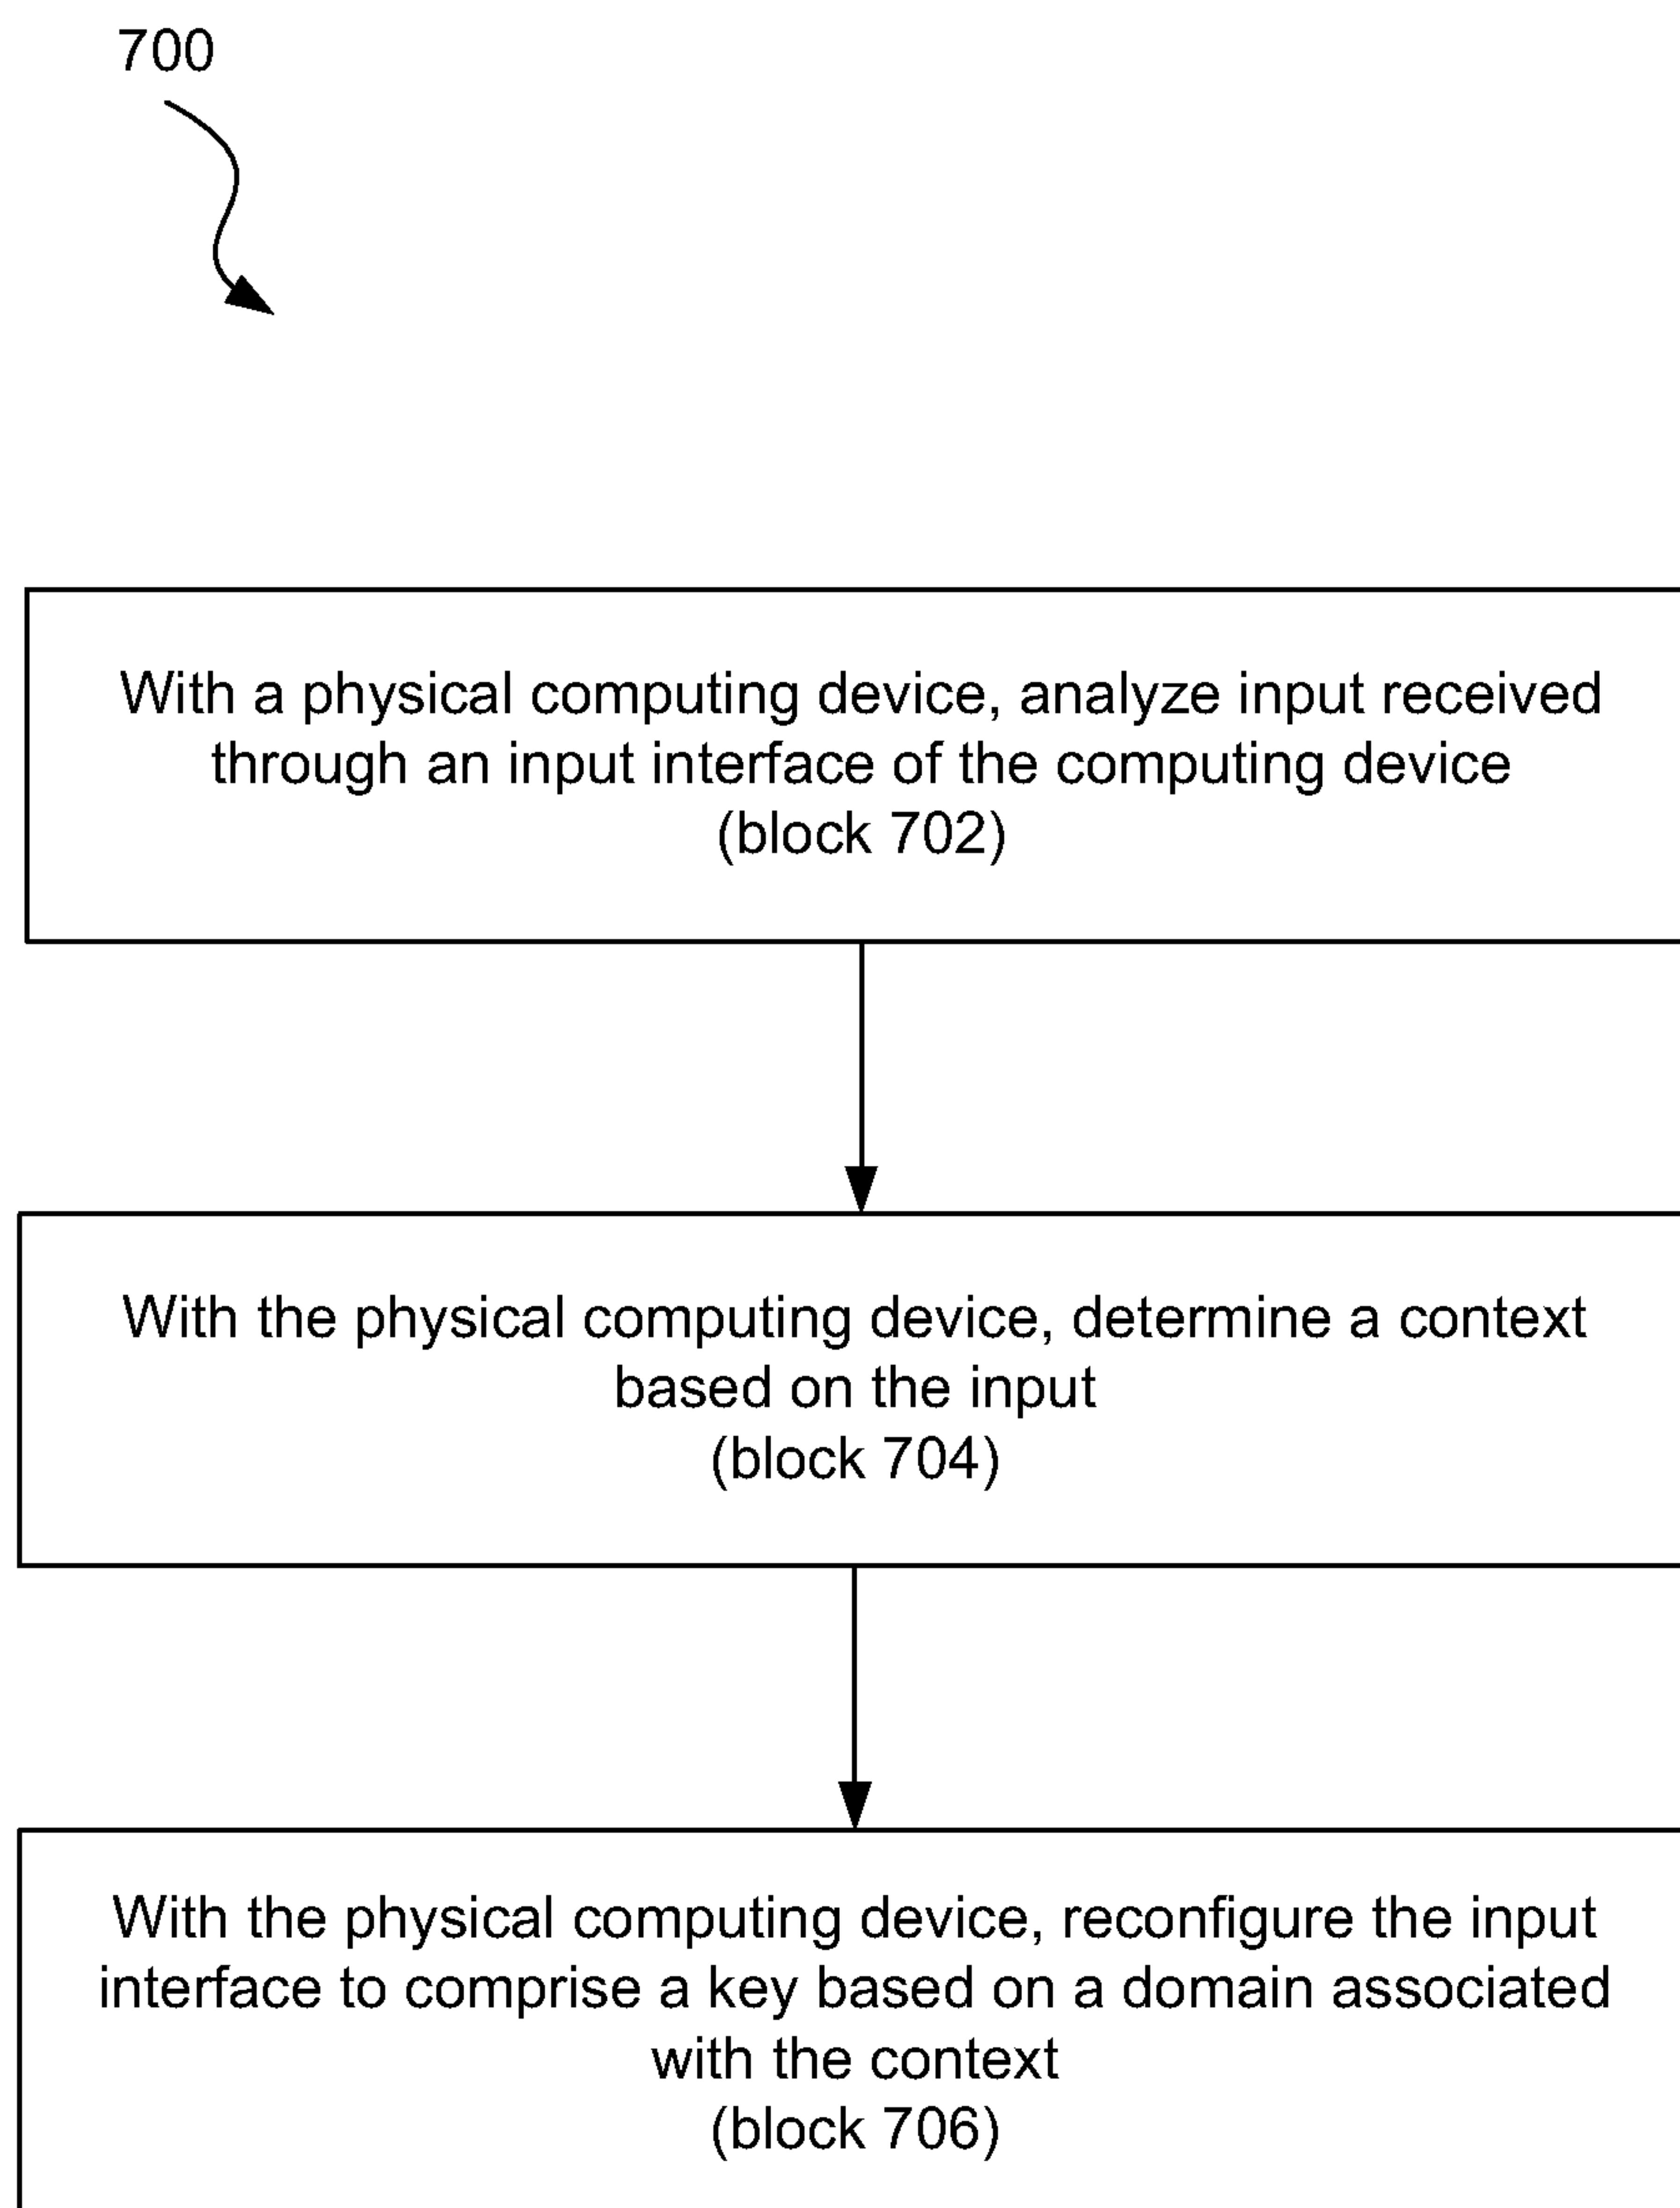 700
With a physical computing device, analyze input received
through an input interface of the computing device
(block 702)
With the physical computing device, determine a context
based on the input
(block 704)
With the physical computing device, reconfigure the input
interface to comprise a key based on a domain associated
with the context
(block 706)